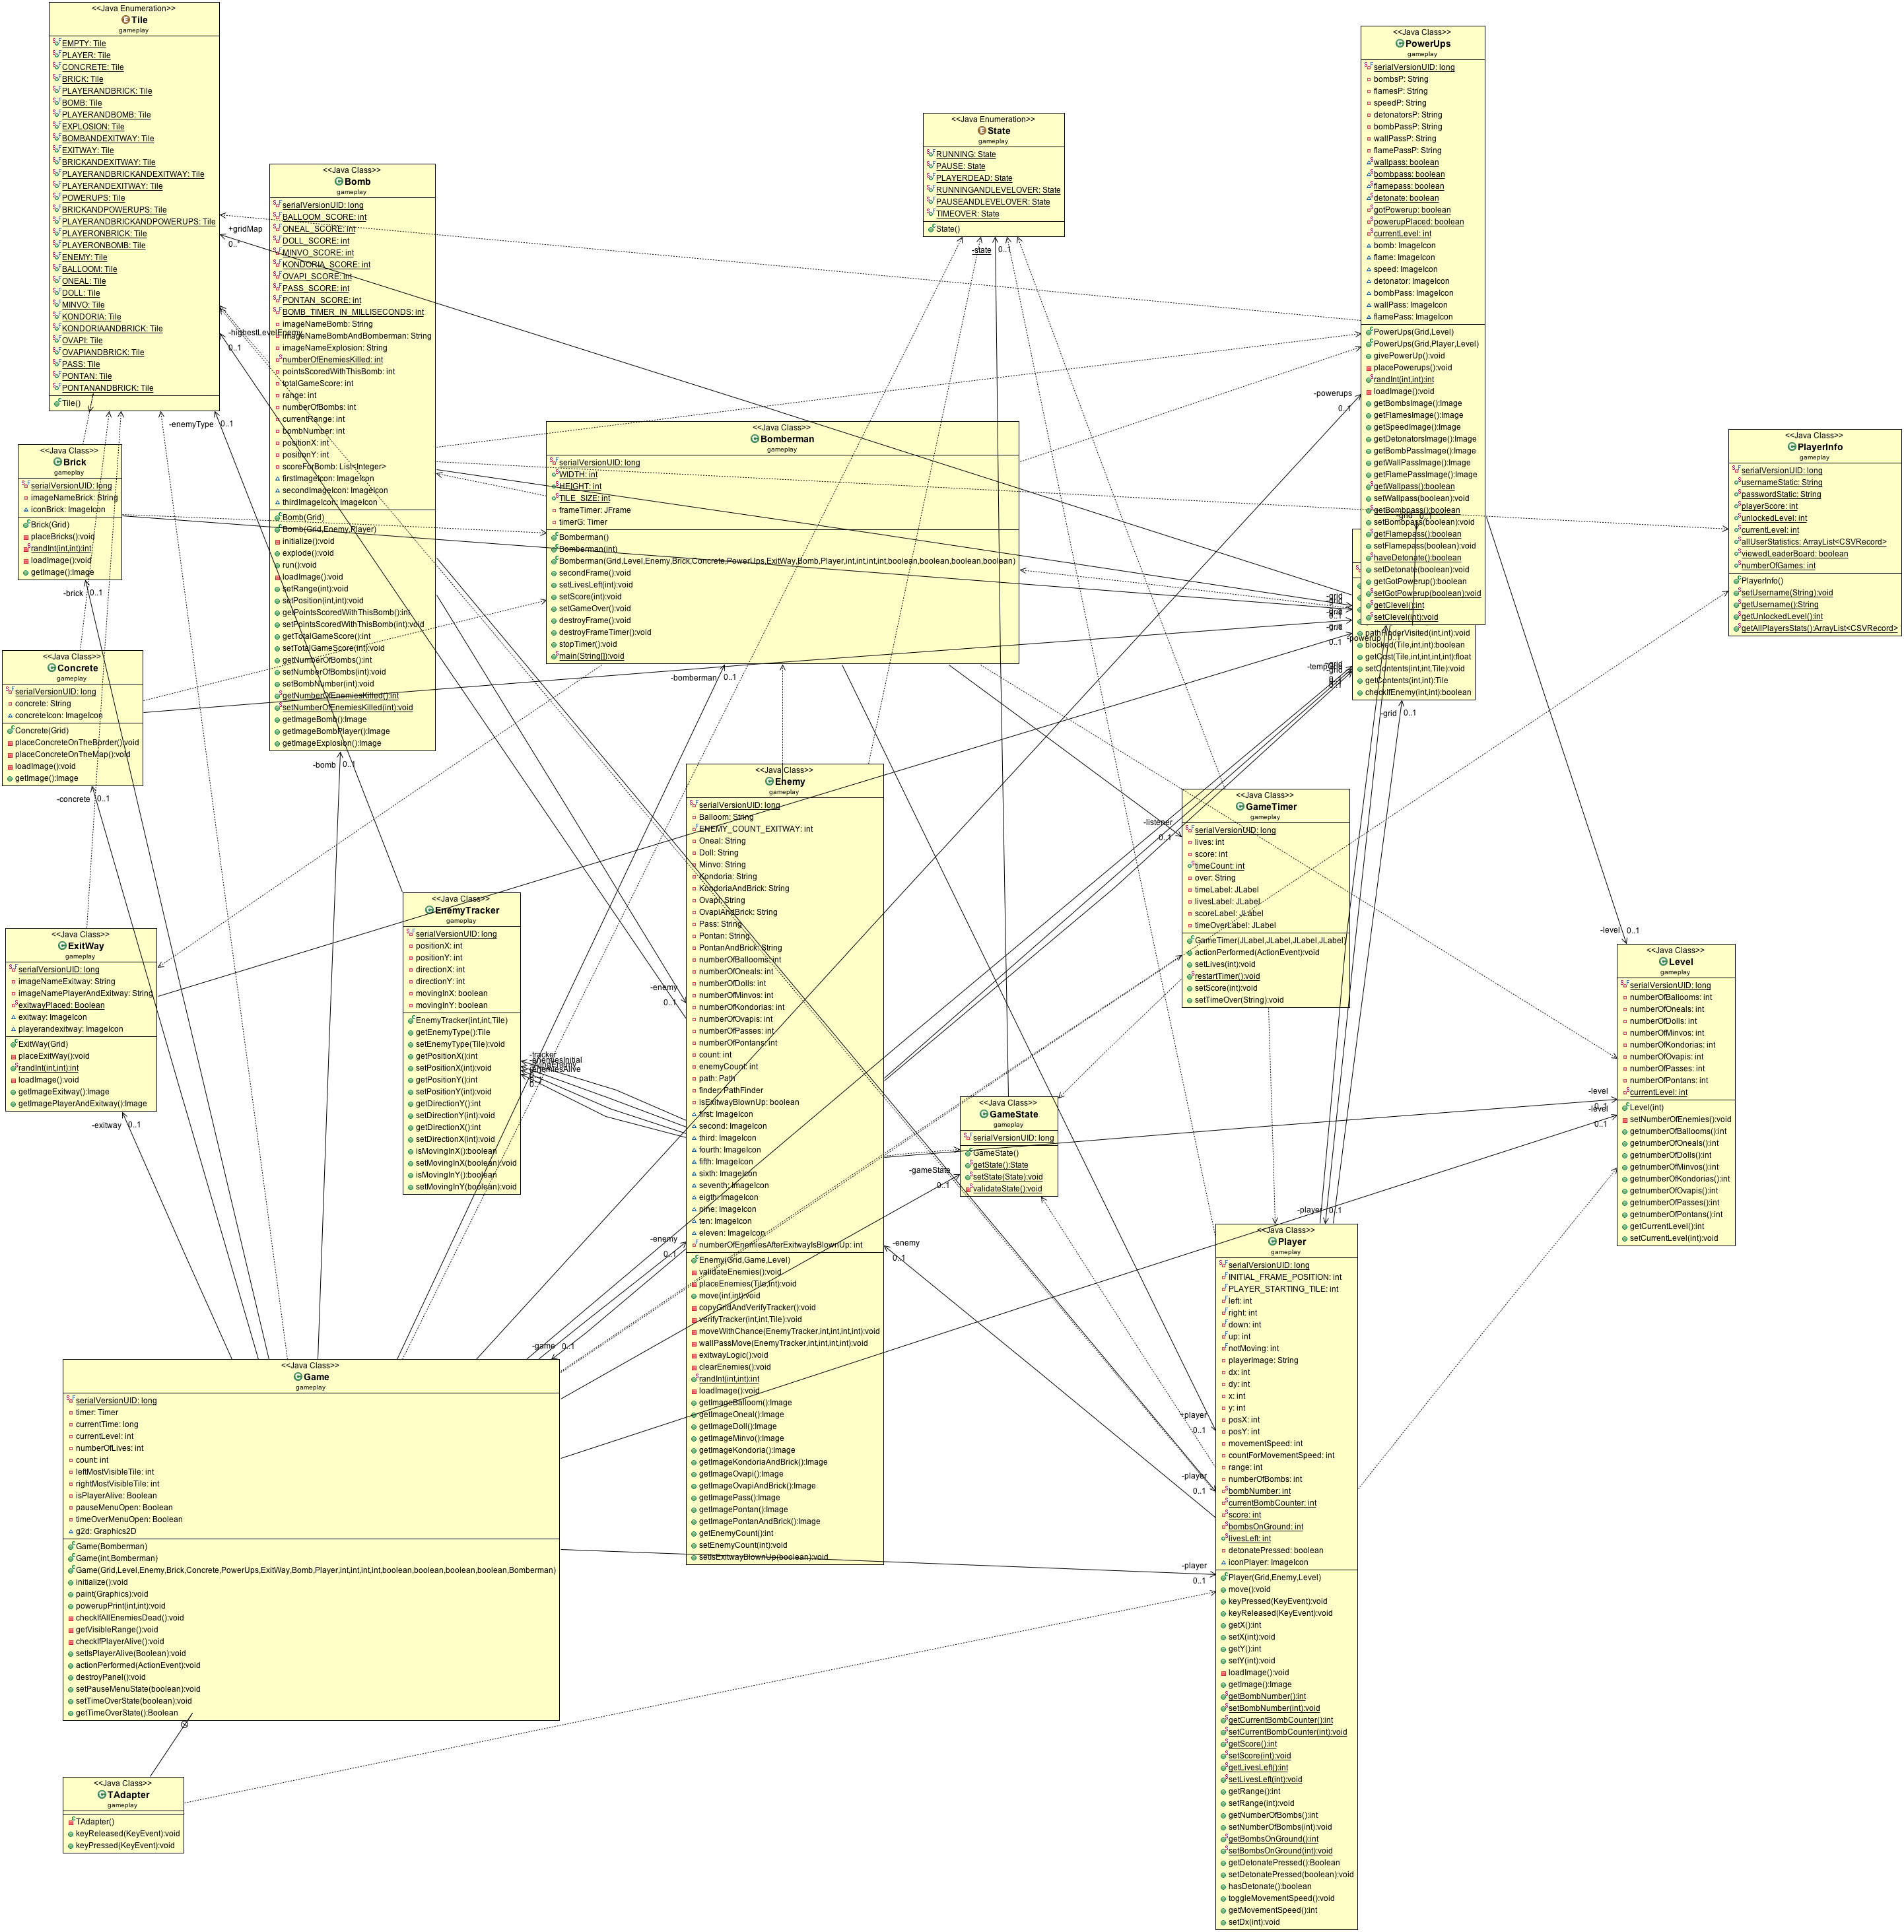 <<Java Enumeration>>
Tile
gameplay
EMPTY: Tile
PLAYER: Tile
CONCRETE: Tile
BRICK: Tile
PLAYERANDBRICK: Tile
BOMB: Tile
PLAYERANDBOMB: Tile
EXPLOSION: Tile
BOMBANDEXITWAY: Tile
EXITWAY: Tile
BRICKANDEXITWAY: Tile
PLAYERANDBRICKANDEXITWAY: Tile
PLAYERANDEXITWAY: Tile
POWERUPS: Tile
BRICKANDPOWERUPS: Tile
PLAYERANDBRICKANDPOWERUPS: Tile
PLAYERONBRICK: Tile
PLAYERONBOMB: Tile
ENEMY: Tile
BALLOOM: Tile
ONEAL: Tile
DOLL: Tile
MINVO: Tile
KONDORIA: Tile
KONDORIAANDBRICK: Tile
OVAPI: Tile
OVAPIANDBRICK: Tile
PASS: Tile
PONTAN: Tile
PONTANANDBRICK: Tile
Tile()
+gridMap
0..*
-highestLevelEnemy
0..1
-enemyType
0..1
<<Java Class>>
Bomb
gameplay
serialVersionUID: long
BALLOOM_SCORE: int
ONEAL_SCORE: int
DOLL_SCORE: int
MINVO_SCORE: int
KONDORIA_SCORE: int
OVAPI_SCORE: int
PASS_SCORE: int
PONTAN_SCORE: int
BOMB_TIMER_IN_MILLISECONDS: int
imageNameBomb: String
imageNameBombAndBomberman: String
imageNameExplosion: String
numberOfEnemiesKilled: int
pointsScoredWithThisBomb: int
totalGameScore: int
range: int
numberOfBombs: int
currentRange: int
bombNumber: int
positionX: int
positionY: int
scoreForBomb: List<Integer>
firstImageIcon: ImageIcon
secondImageIcon: ImageIcon
thirdImageIcon: ImageIcon
Bomb(Grid)
Bomb(Grid,Enemy,Player)
initialize():void
explode():void
run():void
loadImage():void
setRange(int):void
setPosition(int,int):void
getPointsScoredWithThisBomb():int
setPointsScoredWithThisBomb(int):void
getTotalGameScore():int
setTotalGameScore(int):void
getNumberOfBombs():int
setNumberOfBombs(int):void
setBombNumber(int):void
getNumberOfEnemiesKilled():int
setNumberOfEnemiesKilled(int):void
getImageBomb():Image
getImageBombPlayer():Image
getImageExplosion():Image
-bomb
0..1
<<Java Enumeration>>
State
gameplay
RUNNING: State
PAUSE: State
PLAYERDEAD: State
RUNNINGANDLEVELOVER: State
PAUSEANDLEVELOVER: State
TIMEOVER: State
State()
-state
0..1
<<Java Class>>
PowerUps
gameplay
serialVersionUID: long
bombsP: String
flamesP: String
speedP: String
detonatorsP: String
bombPassP: String
wallPassP: String
flamePassP: String
wallpass: boolean
bombpass: boolean
flamepass: boolean
detonate: boolean
gotPowerup: boolean
powerupPlaced: boolean
currentLevel: int
bomb: ImageIcon
flame: ImageIcon
speed: ImageIcon
detonator: ImageIcon
bombPass: ImageIcon
wallPass: ImageIcon
flamePass: ImageIcon
PowerUps(Grid,Level)
PowerUps(Grid,Player,Level)
givePowerUp():void
placePowerups():void
randInt(int,int):int
loadImage():void
getBombsImage():Image
getFlamesImage():Image
getSpeedImage():Image
getDetonatorsImage():Image
getBombPassImage():Image
getWallPassImage():Image
getFlamePassImage():Image
getWallpass():boolean
setWallpass(boolean):void
getBombpass():boolean
setBombpass(boolean):void
getFlamepass():boolean
setFlamepass(boolean):void
haveDetonate():boolean
setDetonate(boolean):void
getGotPowerup():boolean
setGotPowerup(boolean):void
getClevel():int
setClevel(int):void
pathFinderVisited(int,int):void
blocked(Tile,int,int):boolean
getCost(Tile,int,int,int,int):float
setContents(int,int,Tile):void
getContents(int,int):Tile
checkIfEnemy(int,int):boolean
-powerups
0..1
-grid
0..1
-grid
-grid
-grid
0..1
-powerup
0..1
-grid
0..1
<<Java Class>>
PlayerInfo
gameplay
serialVersionUID: long
usernameStatic: String
passwordStatic: String
playerScore: int
unlockedLevel: int
currentLevel: int
allUserStatistics: ArrayList<CSVRecord>
viewedLeaderBoard: boolean
numberOfGames: int
PlayerInfo()
setUsername(String):void
getUsername():String
getUnlockedLevel():int
getAllPlayersStats():ArrayList<CSVRecord>
<<Java Class>>
Bomberman
gameplay
serialVersionUID: long
WIDTH: int
HEIGHT: int
TILE_SIZE: int
frameTimer: JFrame
timerG: Timer
Bomberman()
Bomberman(int)
Bomberman(Grid,Level,Enemy,Brick,Concrete,PowerUps,ExitWay,Bomb,Player,int,int,int,int,boolean,boolean,boolean,boolean)
secondFrame():void
setLivesLeft(int):void
setScore(int):void
setGameOver():void
destroyFrame():void
destroyFrameTimer():void
stopTimer():void
main(String[]):void
-bomberman
0..1
<<Java Class>>
Brick
gameplay
serialVersionUID: long
imageNameBrick: String
iconBrick: ImageIcon
Brick(Grid)
placeBricks():void
randInt(int,int):int
loadImage():void
getImage():Image
-brick
0..1
<<Java Class>>
Concrete
gameplay
serialVersionUID: long
concrete: String
concreteIcon: ImageIcon
Concrete(Grid)
placeConcreteOnTheBorder():void
placeConcreteOnTheMap():void
loadImage():void
getImage():Image
-concrete
0..1
<<Java Class>>
Enemy
gameplay
serialVersionUID: long
Balloom: String
ENEMY_COUNT_EXITWAY: int
Oneal: String
Doll: String
Minvo: String
Kondoria: String
KondoriaAndBrick: String
Ovapi: String
OvapiAndBrick: String
Pass: String
Pontan: String
PontanAndBrick: String
numberOfBallooms: int
numberOfOneals: int
numberOfDolls: int
numberOfMinvos: int
numberOfKondorias: int
numberOfOvapis: int
numberOfPasses: int
numberOfPontans: int
count: int
enemyCount: int
path: Path
finder: PathFinder
isExitwayBlownUp: boolean
first: ImageIcon
second: ImageIcon
third: ImageIcon
fourth: ImageIcon
fifth: ImageIcon
sixth: ImageIcon
seventh: ImageIcon
eigth: ImageIcon
nine: ImageIcon
ten: ImageIcon
eleven: ImageIcon
numberOfEnemiesAfterExitwayIsBlownUp: int
Enemy(Grid,Game,Level)
validateEnemies():void
placeEnemies(Tile,int):void
move(int,int):void
copyGridAndVerifyTracker():void
verifyTracker(int,int,Tile):void
moveWithChance(EnemyTracker,int,int,int,int):void
wallPassMove(EnemyTracker,int,int,int,int):void
exitwayLogic():void
clearEnemies():void
randInt(int,int):int
loadImage():void
getImageBalloom():Image
getImageOneal():Image
getImageDoll():Image
getImageMinvo():Image
getImageKondoria():Image
getImageKondoriaAndBrick():Image
getImageOvapi():Image
getImageOvapiAndBrick():Image
getImagePass():Image
getImagePontan():Image
getImagePontanAndBrick():Image
getEnemyCount():int
setEnemyCount(int):void
setIsExitwayBlownUp(boolean):void
-enemy
0..1
-enemy
0..1
-enemy
0..1
<<Java Class>>
GameTimer
gameplay
serialVersionUID: long
lives: int
score: int
timeCount: int
over: String
timeLabel: JLabel
livesLabel: JLabel
scoreLabel: JLabel
timeOverLabel: JLabel
GameTimer(JLabel,JLabel,JLabel,JLabel)
actionPerformed(ActionEvent):void
setLives(int):void
restartTimer():void
setScore(int):void
setTimeOver(String):void
-listener
0..1
<<Java Class>>
EnemyTracker
gameplay
serialVersionUID: long
positionX: int
positionY: int
directionX: int
directionY: int
movingInX: boolean
movingInY: boolean
EnemyTracker(int,int,Tile)
getEnemyType():Tile
setEnemyType(Tile):void
getPositionX():int
setPositionX(int):void
getPositionY():int
setPositionY(int):void
getDirectionY():int
setDirectionY(int):void
getDirectionX():int
setDirectionX(int):void
isMovingInX():boolean
setMovingInX(boolean):void
isMovingInY():boolean
setMovingInY(boolean):void
-tracker
-enemiesInitial
-enemiesAlive
<<Java Class>>
ExitWay
gameplay
serialVersionUID: long
imageNameExitway: String
imageNamePlayerAndExitway: String
exitwayPlaced: Boolean
exitway: ImageIcon
playerandexitway: ImageIcon
ExitWay(Grid)
placeExitWay():void
randInt(int,int):int
loadImage():void
getImageExitway():Image
getImagePlayerAndExitway():Image
-exitway
0..1
<<Java Class>>
Level
gameplay
serialVersionUID: long
numberOfBallooms: int
numberOfOneals: int
numberOfDolls: int
numberOfMinvos: int
numberOfKondorias: int
numberOfOvapis: int
numberOfPasses: int
numberOfPontans: int
currentLevel: int
Level(int)
setNumberOfEnemies():void
getnumberOfBallooms():int
getnumberOfOneals():int
getnumberOfDolls():int
getnumberOfMinvos():int
getnumberOfKondorias():int
getnumberOfOvapis():int
getnumberOfPasses():int
getnumberOfPontans():int
getCurrentLevel():int
setCurrentLevel(int):void
-level
0..1
-level
0..1
-level
0..1
<<Java Class>>
GameState
gameplay
serialVersionUID: long
GameState()
getState():State
setState(State):void
validateState():void
-gameState
0..1
<<Java Class>>
Player
gameplay
serialVersionUID: long
INITIAL_FRAME_POSITION: int
PLAYER_STARTING_TILE: int
left: int
right: int
down: int
up: int
notMoving: int
playerImage: String
dx: int
dy: int
x: int
y: int
posX: int
posY: int
movementSpeed: int
countForMovementSpeed: int
range: int
numberOfBombs: int
bombNumber: int
currentBombCounter: int
score: int
bombsOnGround: int
livesLeft: int
detonatePressed: boolean
iconPlayer: ImageIcon
Player(Grid,Enemy,Level)
move():void
keyPressed(KeyEvent):void
keyReleased(KeyEvent):void
getX():int
setX(int):void
getY():int
setY(int):void
loadImage():void
getImage():Image
getBombNumber():int
setBombNumber(int):void
getCurrentBombCounter():int
setCurrentBombCounter(int):void
getScore():int
setScore(int):void
getLivesLeft():int
setLivesLeft(int):void
getRange():int
setRange(int):void
getNumberOfBombs():int
setNumberOfBombs(int):void
getBombsOnGround():int
setBombsOnGround(int):void
getDetonatePressed():Boolean
setDetonatePressed(boolean):void
hasDetonate():boolean
toggleMovementSpeed():void
getMovementSpeed():int
setDx(int):void
-player
0..1
+player
0..1
-player
0..1
-player
0..1
<<Java Class>>
Game
gameplay
serialVersionUID: long
timer: Timer
currentTime: long
currentLevel: int
numberOfLives: int
count: int
leftMostVisibleTile: int
rightMostVisibleTile: int
isPlayerAlive: Boolean
pauseMenuOpen: Boolean
timeOverMenuOpen: Boolean
g2d: Graphics2D
Game(Bomberman)
Game(int,Bomberman)
Game(Grid,Level,Enemy,Brick,Concrete,PowerUps,ExitWay,Bomb,Player,int,int,int,int,boolean,boolean,boolean,boolean,Bomberman)
initialize():void
paint(Graphics):void
powerupPrint(int,int):void
checkIfAllEnemiesDead():void
getVisibleRange():void
checkIfPlayerAlive():void
setIsPlayerAlive(Boolean):void
actionPerformed(ActionEvent):void
destroyPanel():void
setPauseMenuState(boolean):void
setTimeOverState(boolean):void
getTimeOverState():Boolean
-game
0..1
<<Java Class>>
TAdapter
gameplay
TAdapter()
keyReleased(KeyEvent):void
keyPressed(KeyEvent):void